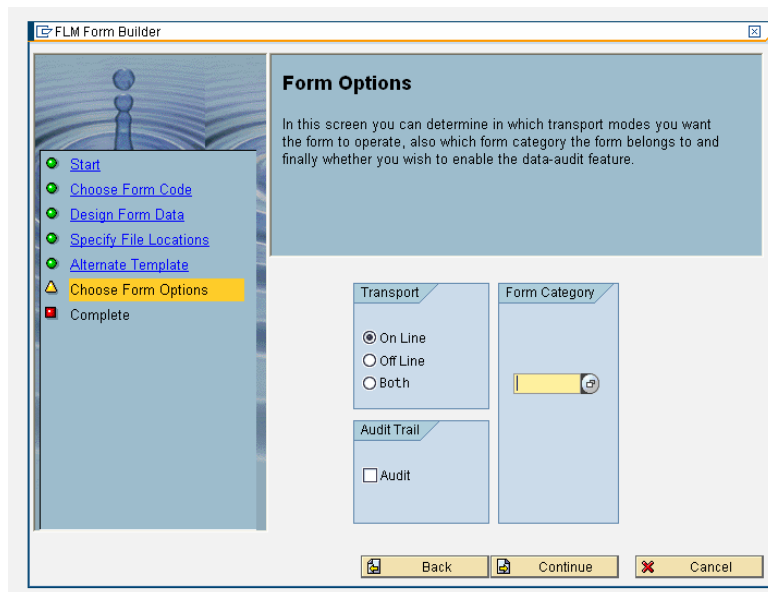 FLM Form Builder
Form Options
In this screen you can determine in which transport modes you want
the form to operate, also which form category the form belongs to and
finally whether you wish to enable the data-audit feature.
Start
Choose Form Code
Design Form Data
Specify File Locations
Alternate Template
Choose Form Options
Complete
Transport
On Line
Off Line
Both
Form Category
Audit Trail
Audit
Back
Continue
Cancel